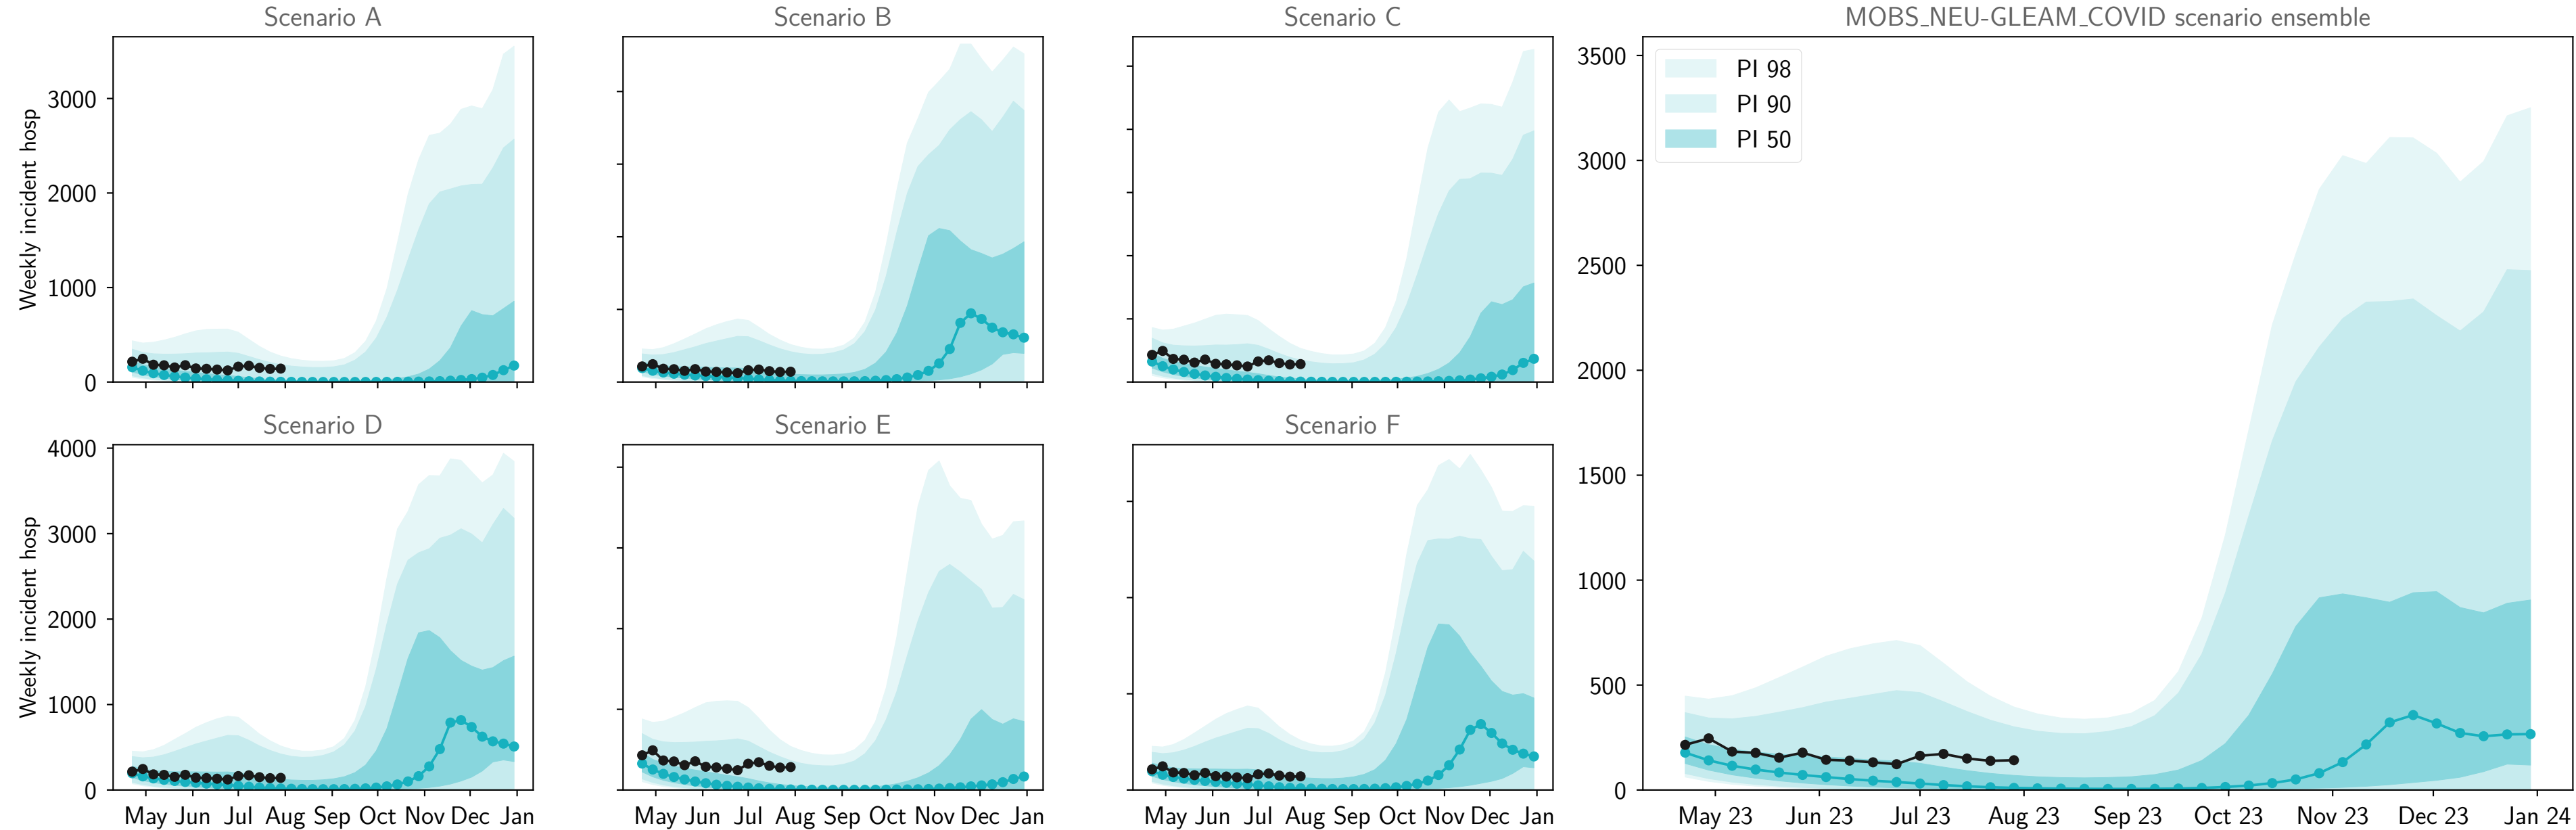 Scenario A
Scenario B
Scenario C
MOBS_NEU-GLEAM_COVID scenario ensemble
Weekly incident hosp
3000
2000
1000
0
3500
3000
2500
2000
1500
1000
500
0
PI 98
PI 90
PI 50
Scenario D
Scenario E
Scenario F
Weekly incident hosp
4000
3000
2000
1000
0
May Jun Jul Aug Sep Oct Nov Dec Jan
May Jun Jul Aug Sep Oct Nov Dec Jan
May Jun Jul Aug Sep Oct Nov Dec Jan
May 23 Jun 23 Jul 23 Aug 23 Sep 23 Oct 23 Nov 23 Dec 23 Jan 24